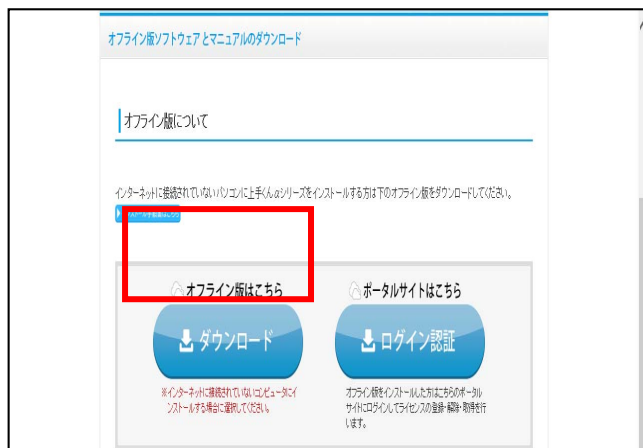 オフライン版ソフトウェアとマニュアルのダウンロード
オフライン版について
インターネットに接続されていないパソコンに上手くんαシリーズをインストールする方は下のオフライン版をダウンロードしてください。
オフライン版はこちら
ダウンロード
※インターネットに接続されていないコンピュータにイ
ンストールする場合に選択してください。
ポータルサイトはこちら
ログイン認証
オフライン版をインストールした方はこちらのポータル
サイトにログインしてライセンスの登録・解除・取得を行
います。